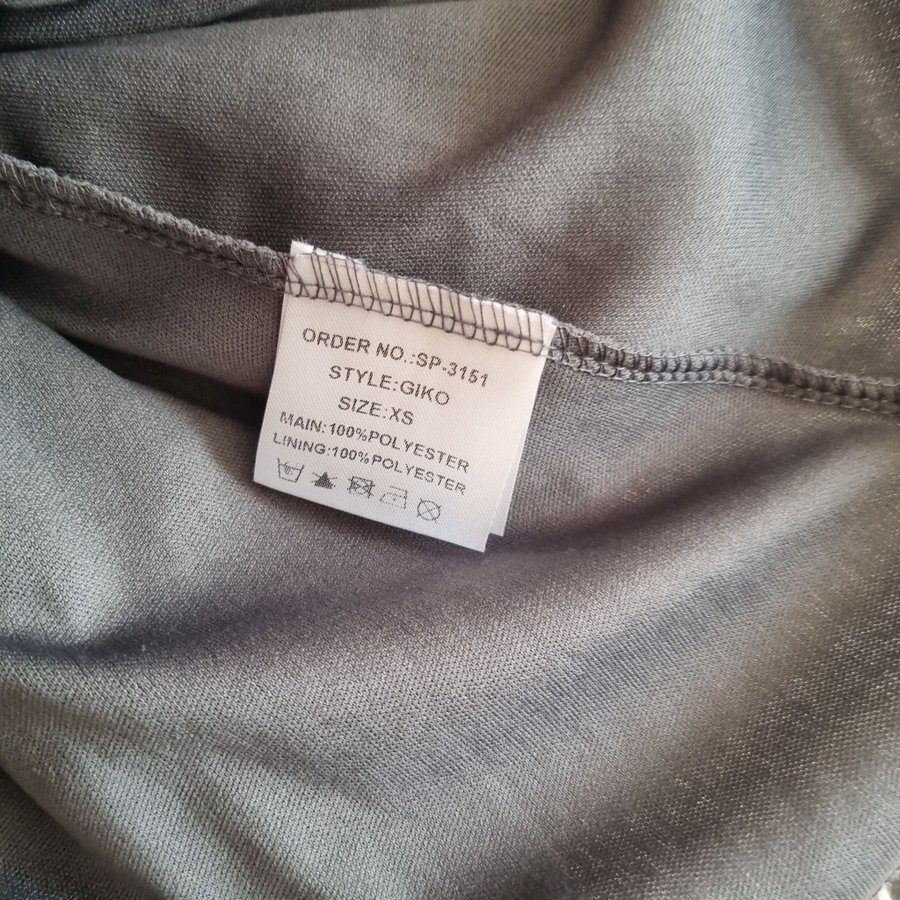 ORDER NO.:SP-3151
STYLE:GIKO
SIZE:XS
MAIN:100%POLYESTER
LINING:100%POLYESTER